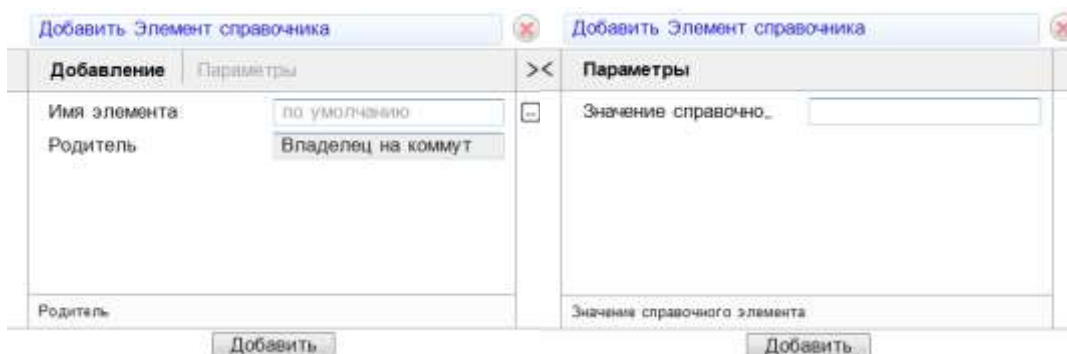 Добавить Элемент справочника
Добавление Параметры ><
Имя элемента по умолчанию ...
Родитель Владелец на коммут
Родитель
Добавить
Добавить Элемент справочника
Параметры
Значение справочно...
Значение справочного элемента
Добавить